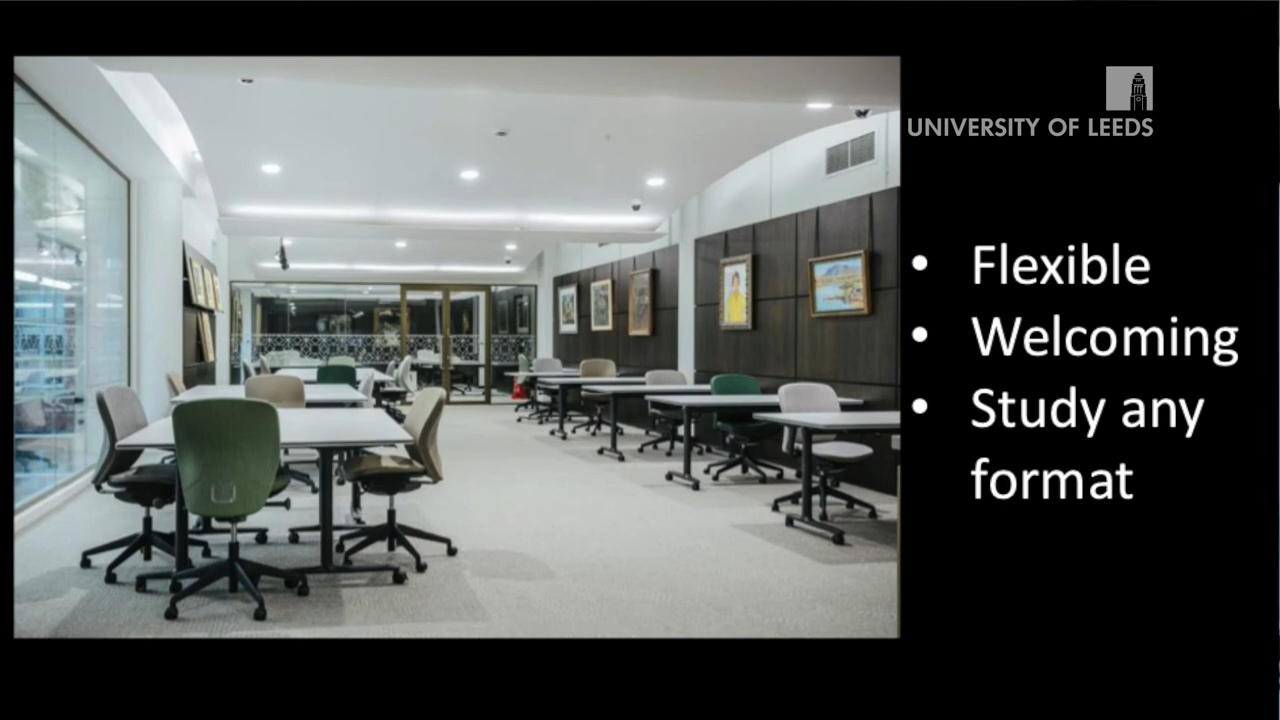 UNIVERSITY OF LEEDS
• Flexible
• Welcoming
• Study any
format